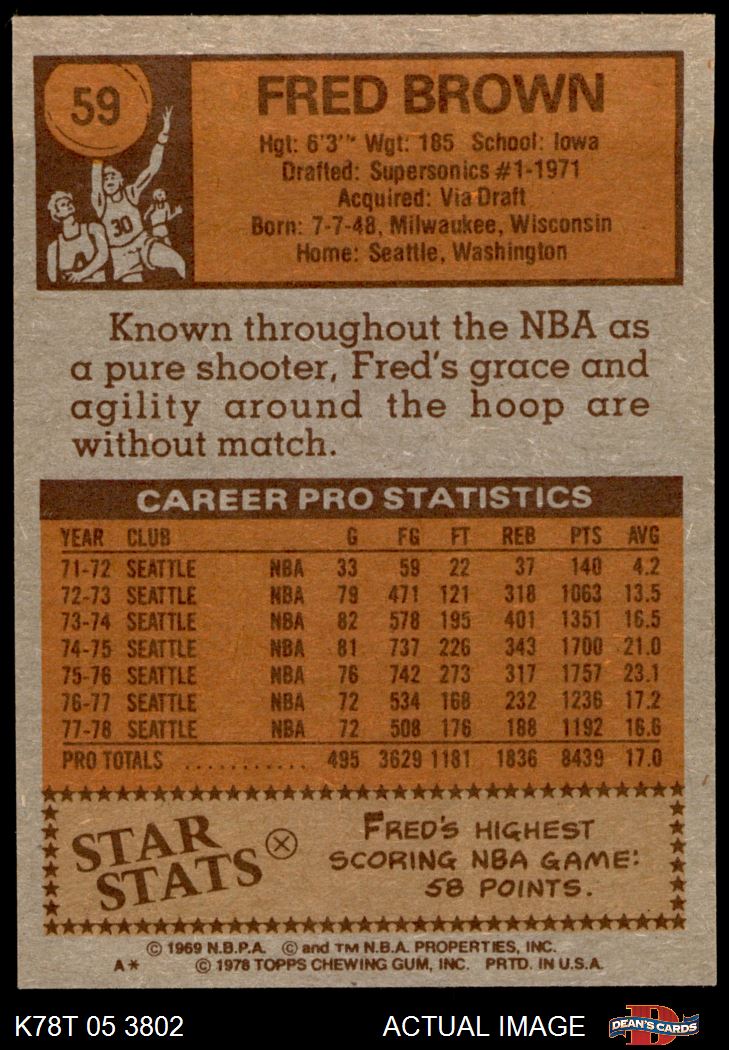 59
FRED BROWN
30
Hgt: 6'3" Wgt: 185 School: Iowa
Drafted: Supersonics #1-1971
Acquired: Via Draft
Born: 7-7-48, Milwaukee, Wisconsin
Home: Seattle, Washington
Known throughout the NBA as
a pure shooter, Fred's grace and
agility around the hoop are
without match.
CAREER PRO STATISTICS
YEAR CLUB G FG FT REB PTS AVG
71-72 SEATTLE NBA 33 59 22 37 140 4.2
72-73 SEATTLE NBA 79 471 121 318 1063 13.5
73-74 SEATTLE NBA 82 578 195 401 1351 16.5
74-75 SEATTLE NBA 81 737 226 343 1700 21.0
75-76 SEATTLE NBA 76 742 273 317 1757 23.1
76-77 SEATTLE NBA 72 534 168 232 1236 17.2
77-78 SEATTLE NBA 72 508 176 188 1192 16.6
PRO TOTALS ........... 495 3629 1181 1836 8439 17.0
STAR STATS
FRED'S HIGHEST
SCORING NBA GAME:
58 POINTS.
© 1969 N.B.P.A. © and TM N.B.A. PROPERTIES, INC.
A* © 1978 TOPPS CHEWING GUM, INC. PRTD. IN U.S.A.
K78T 05 3802 ACTUAL IMAGE DEAN'S CARDS